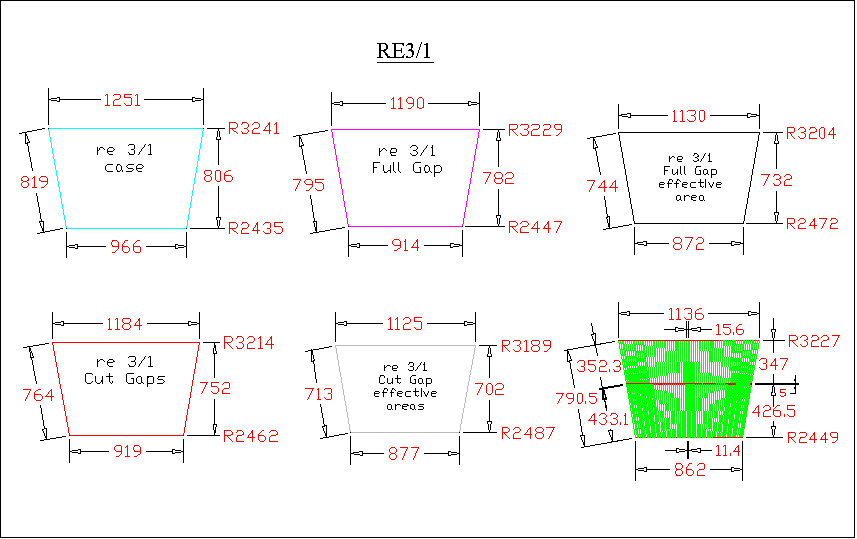 RE3/1
1251
R3241
re 3/1
case
819
806
R2435
966
1190
R3229
re 3/1
Full Gap
795
782
R2447
914
1130
R3204
re 3/1
Full Gap
effective
area
744
732
R2472
872
1184
R3214
re 3/1
Cut Gaps
764
752
R2462
919
1125
R3189
re 3/1
Cut Gap
effective
areas
713
702
R2487
877
1136
15.6
R3227
352.3
347
790.5
5
433.1
426.5
R2449
11.4
862